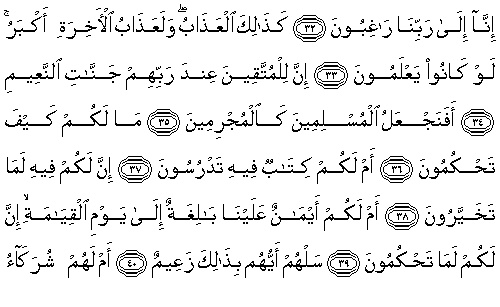 إِنَّآ إِلَىٰ رَبِّنَا رَٰغِبُونَ ٣٢ كَذَٰلِكَ ٱلْعَذَابُ ۖ وَلَعَذَابُ ٱلْأَخِرَةِ أَكْبَرُ ۚ
لَوْ كَانُوا۟ يَعْلَمُونَ ٣٣ إِنَّ لِلْمُتَّقِينَ عِندَ رَبِّهِمْ جَنَّٰتِ ٱلنَّعِيمِ
٣٤ أَفَنَجْعَلُ ٱلْمُسْلِمِينَ كَٱلْمُجْرِمِينَ ٣٥ مَا لَكُمْ كَيْفَ
تَحْكُمُونَ ٣٦ أَمْ لَكُمْ كِتَٰبٌ فِيهِ تَدْرُسُونَ ٣٧ إِنَّ لَكُمْ فِيهِ لَمَا
تَخَيَّرُونَ ٣٨ أَمْ لَكُمْ أَيْمَٰنٌ عَلَيْنَا بَٰلِغَةٌ إِلَىٰ يَوْمِ ٱلْقِيَٰمَةِ ۙ إِنَّ
لَكُمْ لَمَا تَحْكُمُونَ ٣٩ سَلْهُمْ أَيُّهُم بِذَٰلِكَ زَعِيمٌ ٤٠ أَمْ لَهُمْ شُرَكَآءُ